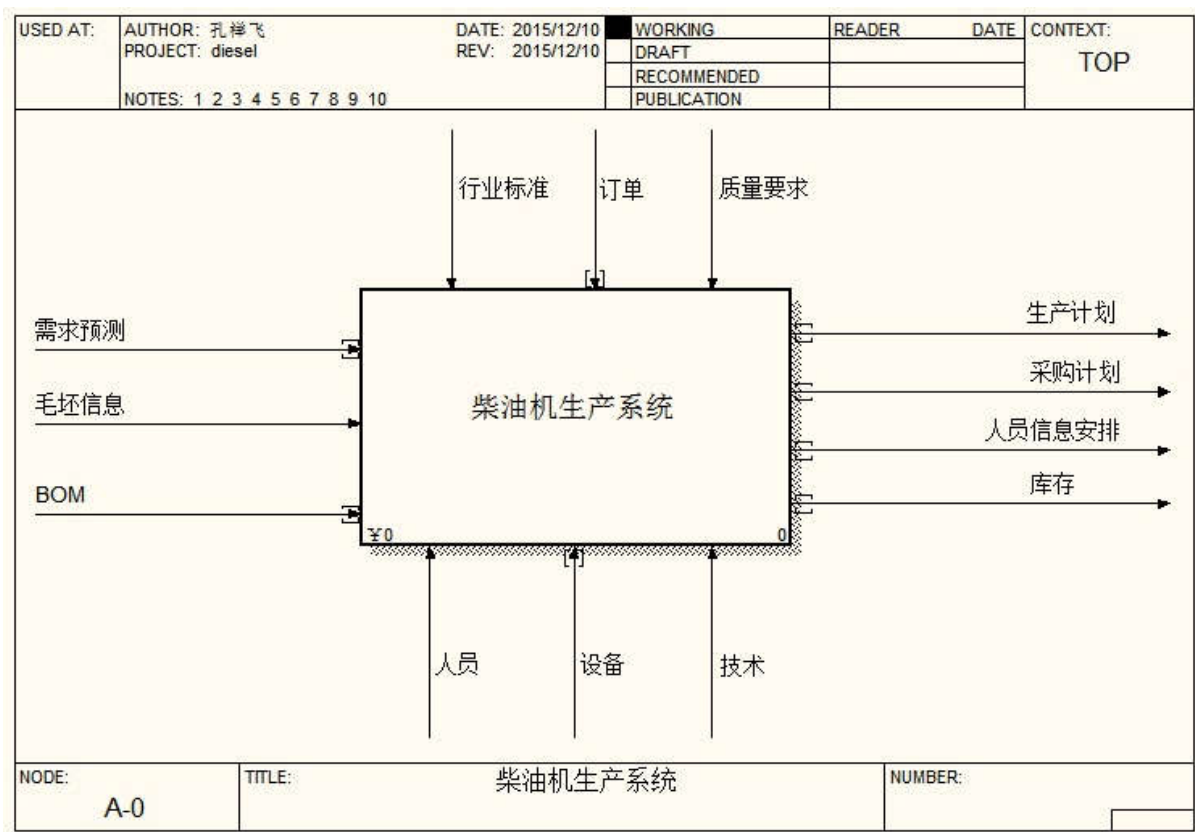 USED AT: AUTHOR: 孔禅飞 DATE: 2015/12/10 WORKING READER DATE CONTEXT:
PROJECT: diesel REV: 2015/12/10 DRAFT
TOP
RECOMMENDED
NOTES: 1 2 3 4 5 6 7 8 9 10 PUBLICATION
行业标准 订单 质量要求
生产计划
需求预测
采购计划
毛坯信息
柴油机生产系统
人员信息安排
库存
BOM
¥0 0
人员 设备 技术
NODE: TITLE: 柴油机生产系统 NUMBER:
A-0